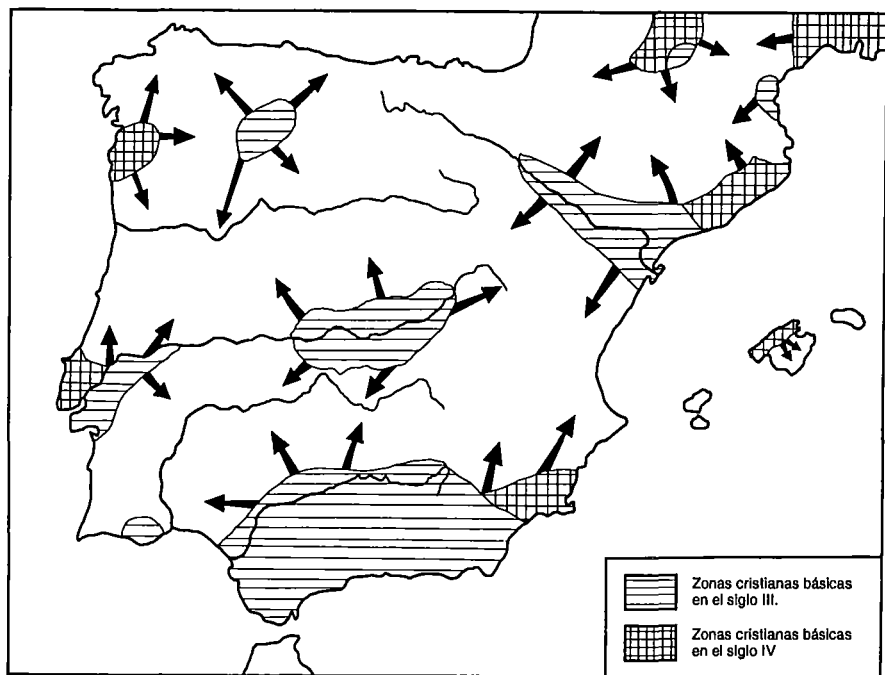 Zonas cristianas básicas
en el siglo III.
Zonas cristianas básicas
en el siglo IV